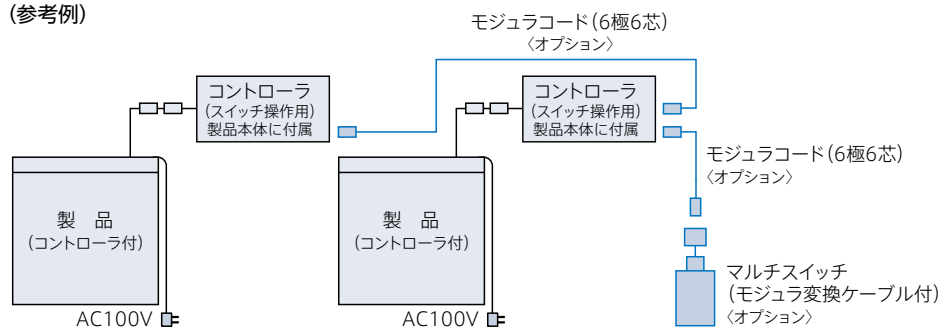 (参考例)
モジュラコード(6極6芯)
〈オプション〉
コントローラ
(スイッチ操作用)
製品本体に付属
コントローラ
(スイッチ操作用)
製品本体に付属
モジュラコード(6極6芯)
〈オプション〉
製 品
(コントローラ付)
製 品
(コントローラ付)
マルチスイッチ
(モジュラ変換ケーブル付)
〈オプション〉
AC100V
AC100V